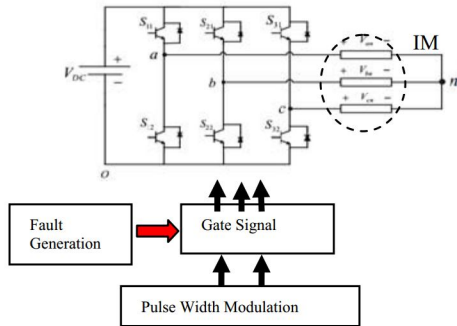 S11
S21
S31
+ Van −
IM
a
VDC
+
−
b
+ Vbn −
n
c
+ Vcn −
S12
S22
S32
o
Fault
Generation
Gate Signal
Pulse Width Modulation